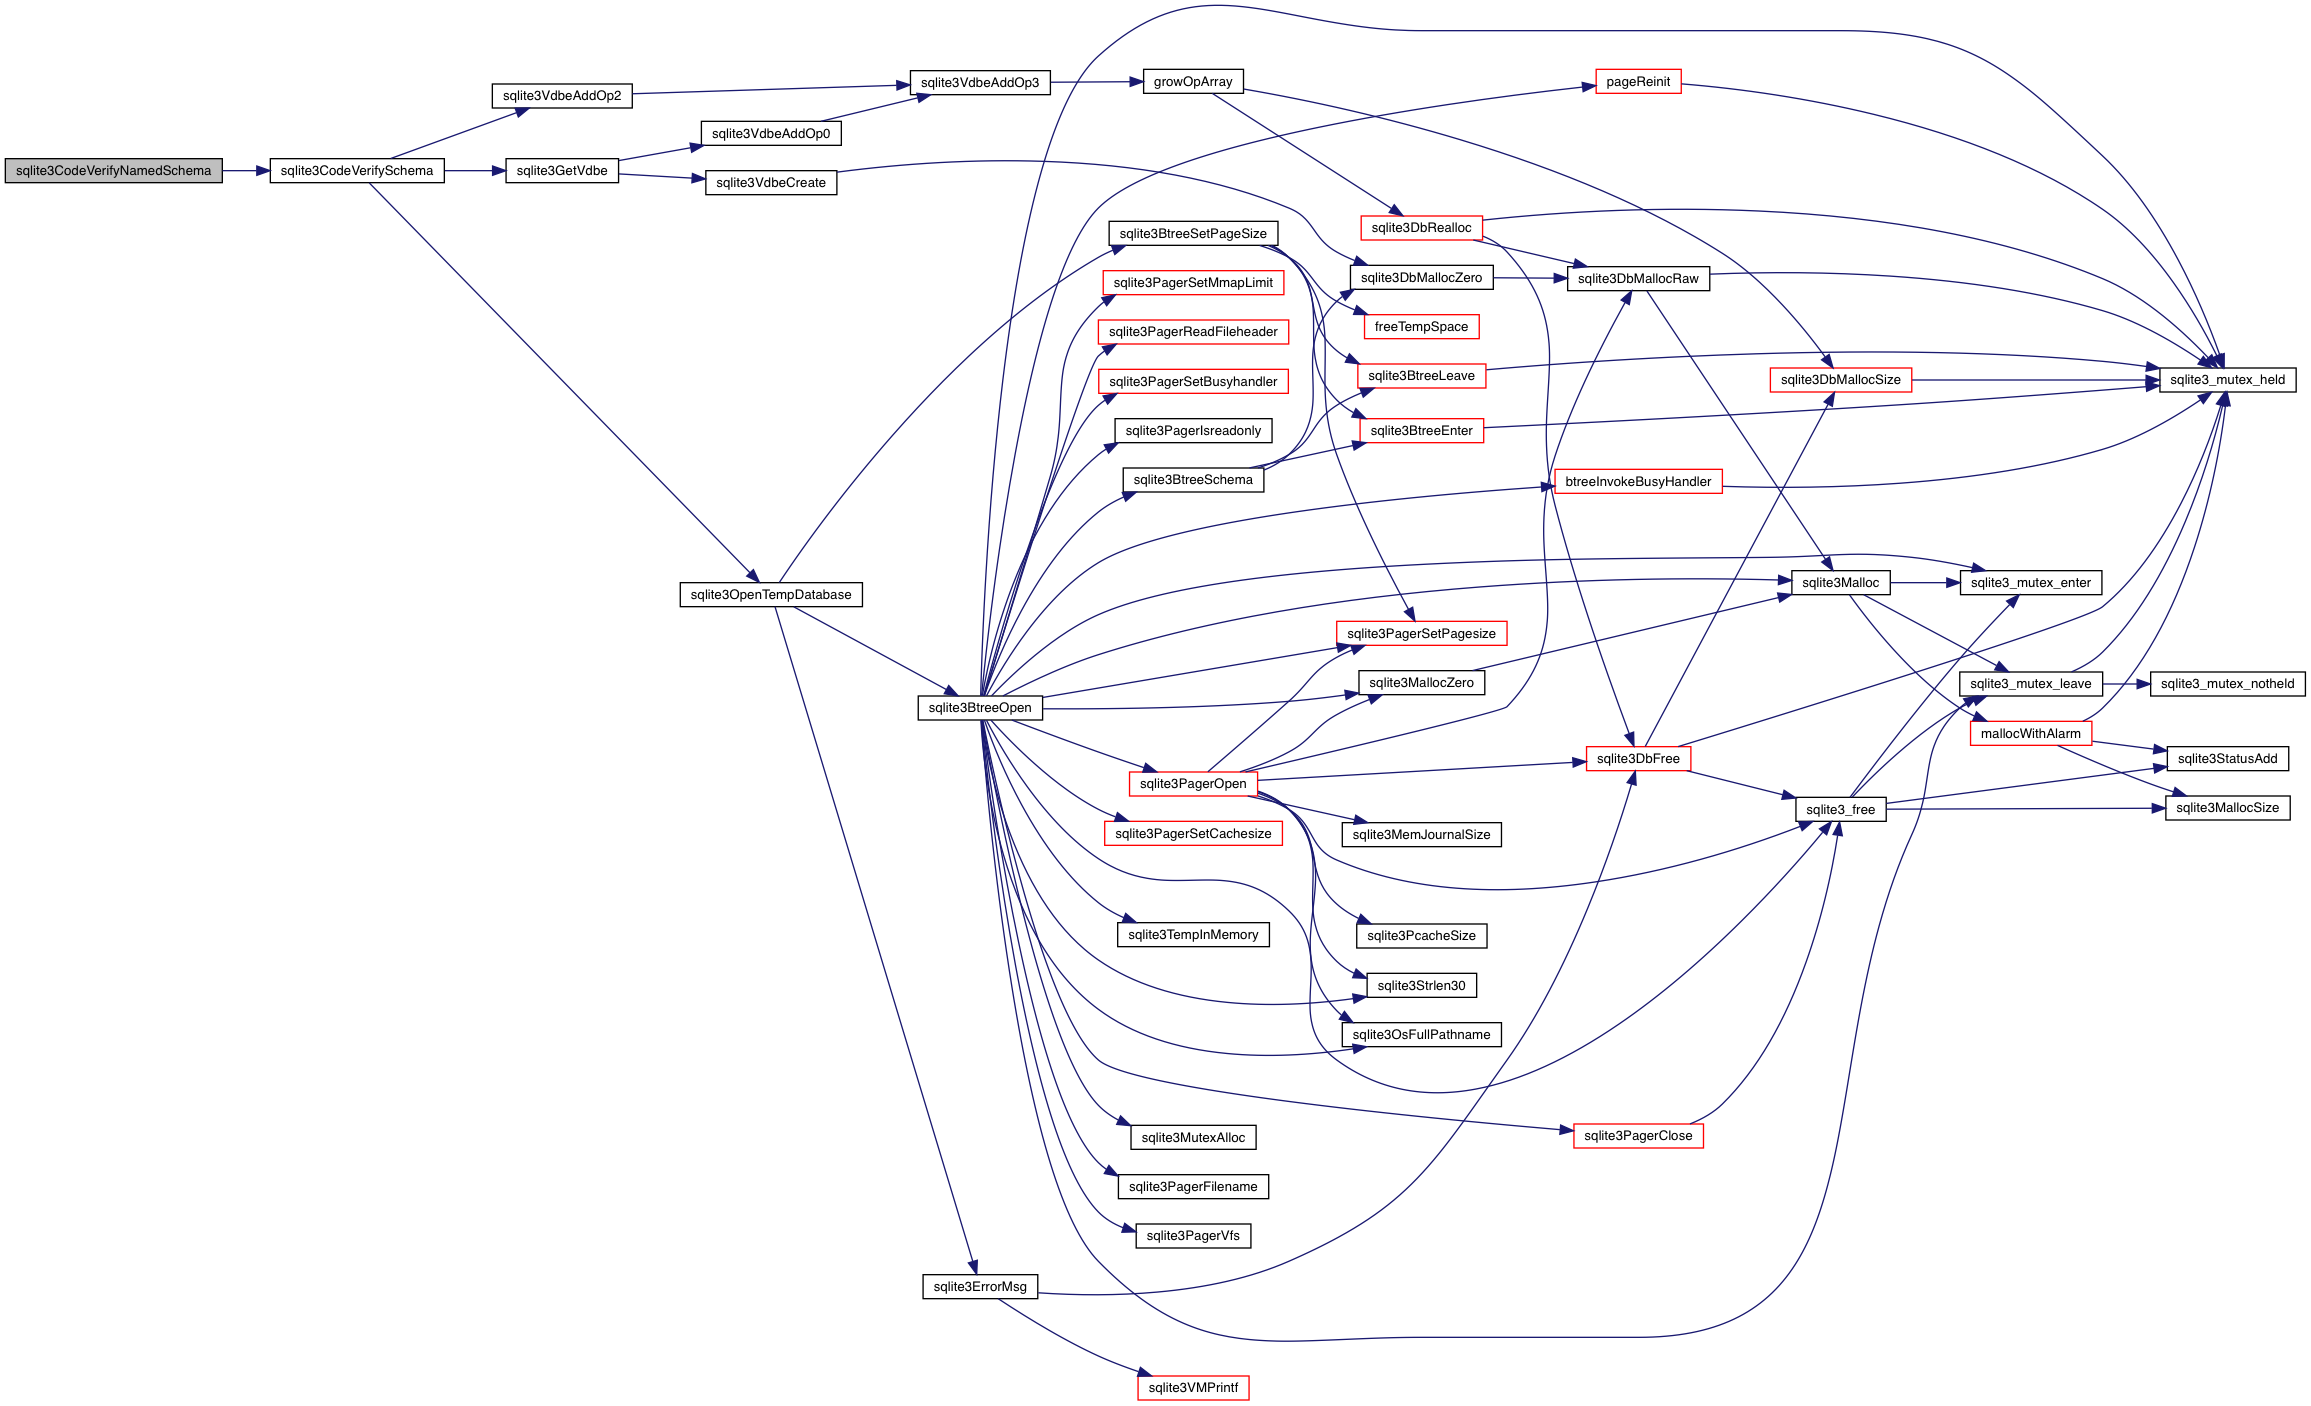 sqlite3CodeVerifyNamedSchema
sqlite3CodeVerifySchema
sqlite3VdbeAddOp2
sqlite3GetVdbe
sqlite3VdbeAddOp0
sqlite3VdbeCreate
sqlite3OpenTempDatabase
sqlite3VdbeAddOp3
sqlite3BtreeOpen
sqlite3ErrorMsg
growOpArray
sqlite3BtreeSetPageSize
sqlite3PagerSetMmapLimit
sqlite3PagerReadFileheader
sqlite3PagerSetBusyhandler
sqlite3PagerIsreadonly
sqlite3BtreeSchema
sqlite3PagerOpen
sqlite3PagerSetCachesize
sqlite3TempInMemory
sqlite3MutexAlloc
sqlite3PagerFilename
sqlite3PagerVfs
sqlite3VMPrintf
sqlite3DbRealloc
sqlite3DbMallocZero
freeTempSpace
sqlite3BtreeLeave
sqlite3BtreeEnter
sqlite3PagerSetPagesize
sqlite3MallocZero
sqlite3MemJournalSize
sqlite3PcacheSize
sqlite3Strlen30
sqlite3OsFullPathname
pageReinit
sqlite3DbMallocRaw
btreeInvokeBusyHandler
sqlite3DbFree
sqlite3PagerClose
sqlite3DbMallocSize
sqlite3Malloc
sqlite3_free
sqlite3_mutex_enter
sqlite3_mutex_leave
mallocWithAlarm
sqlite3_mutex_held
sqlite3_mutex_notheld
sqlite3StatusAdd
sqlite3MallocSize